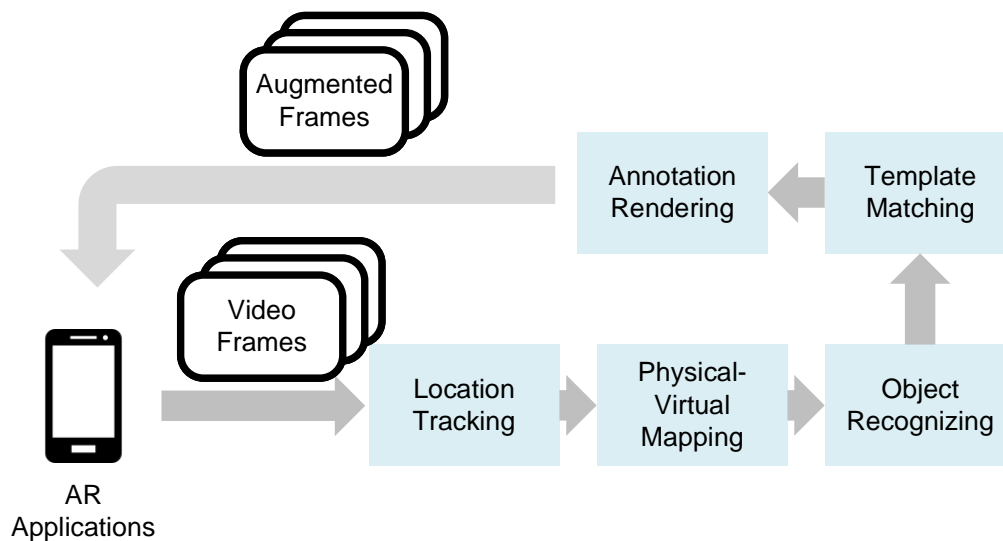 Augmented
Frames
Annotation
Rendering
Template
Matching
Video
Frames
Location
Tracking
Physical-
Virtual
Mapping
Object
Recognizing
AR
Applications